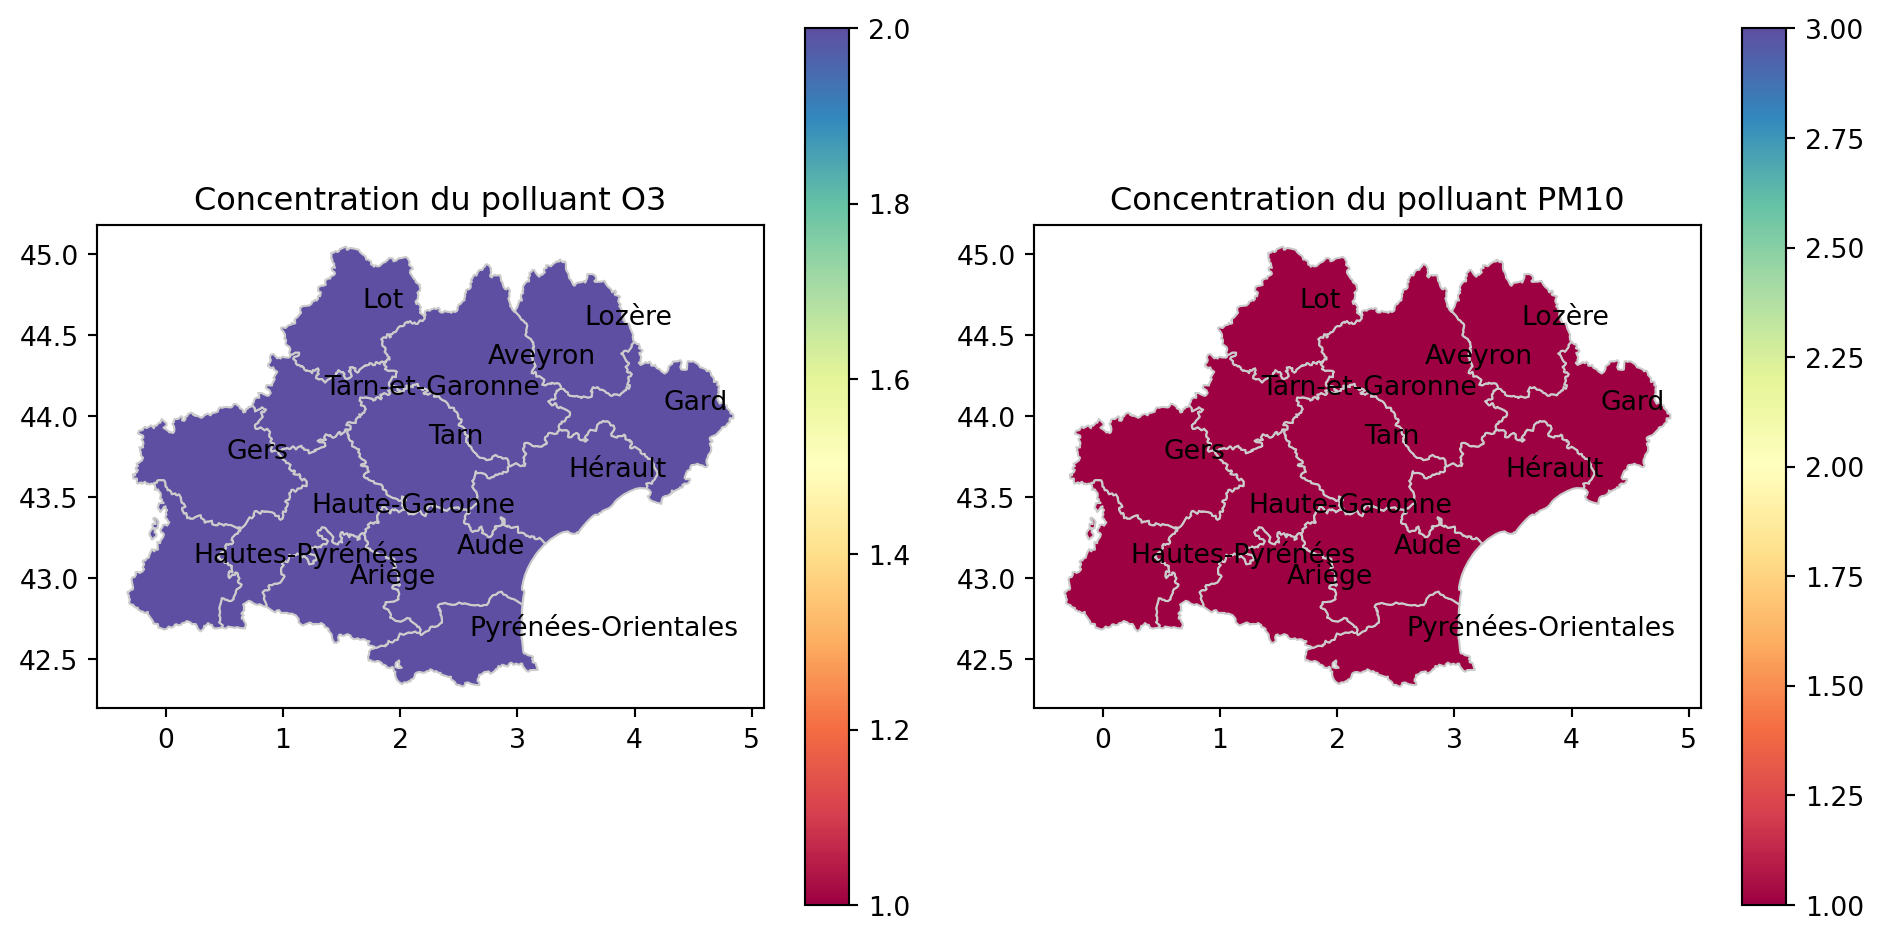 Concentration du polluant O3
45.0
44.5
44.0
43.5
43.0
42.5
0 1 2 3 4 5
Lot
Lozère
Aveyron
Tarn-et-Garonne
Gard
Tarn
Gers
Hérault
Haute-Garonne
Aude
Hautes-Pyrénées
Ariège
Pyrénées-Orientales
2.0
1.8
1.6
1.4
1.2
1.0
Concentration du polluant PM10
45.0
44.5
44.0
43.5
43.0
42.5
0 1 2 3 4 5
Lot
Lozère
Aveyron
Tarn-et-Garonne
Gard
Tarn
Gers
Hérault
Haute-Garonne
Aude
Hautes-Pyrénées
Ariège
Pyrénées-Orientales
3.00
2.75
2.50
2.25
2.00
1.75
1.50
1.25
1.00